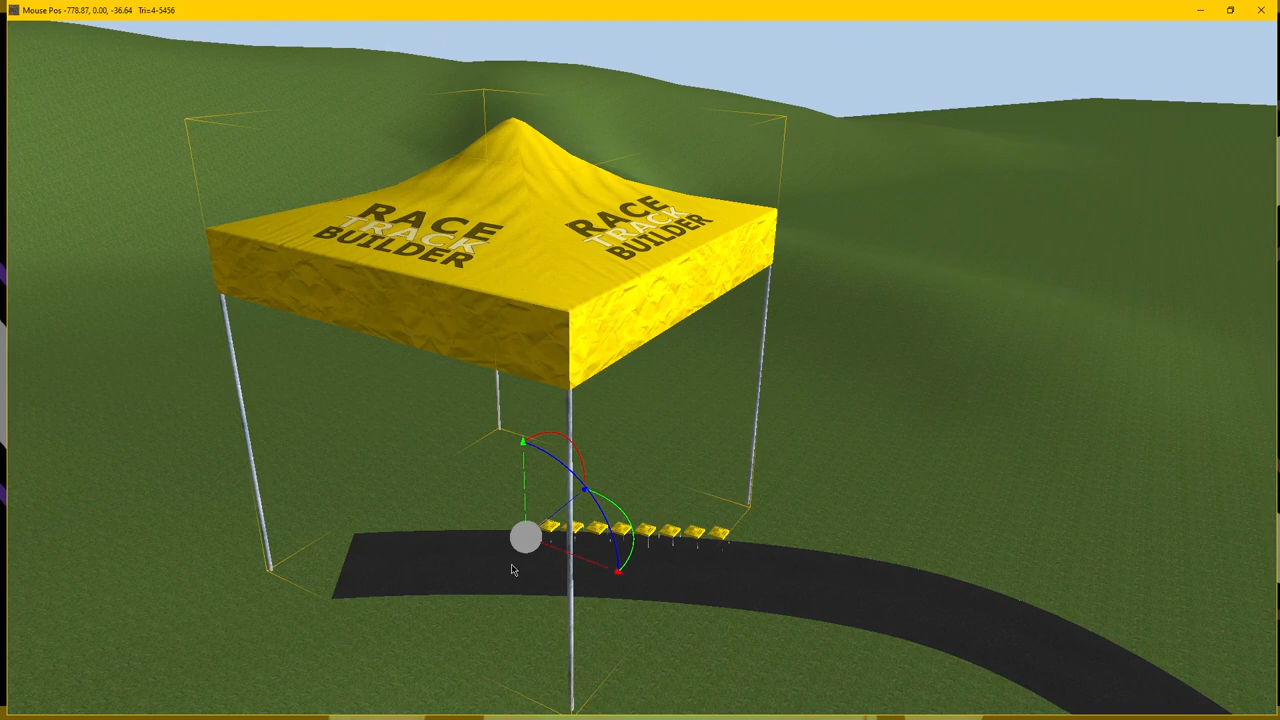 Mouse Pos -778.87, 0.00, -36.64  Tri=4-5456
RACE
TRACK
BUILDER
RACE
TRACK
BUILDER